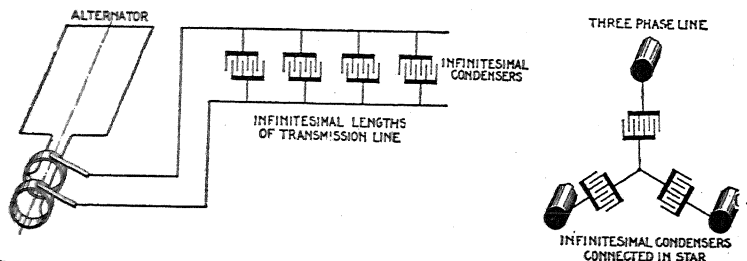 ALTERNATOR
INFINITESIMAL
CONDENSERS
INFINITESIMAL LENGTHS
OF TRANSMISSION LINE
THREE PHASE LINE
INFINITESIMAL CONDENSERS
CONNECTED IN STAR